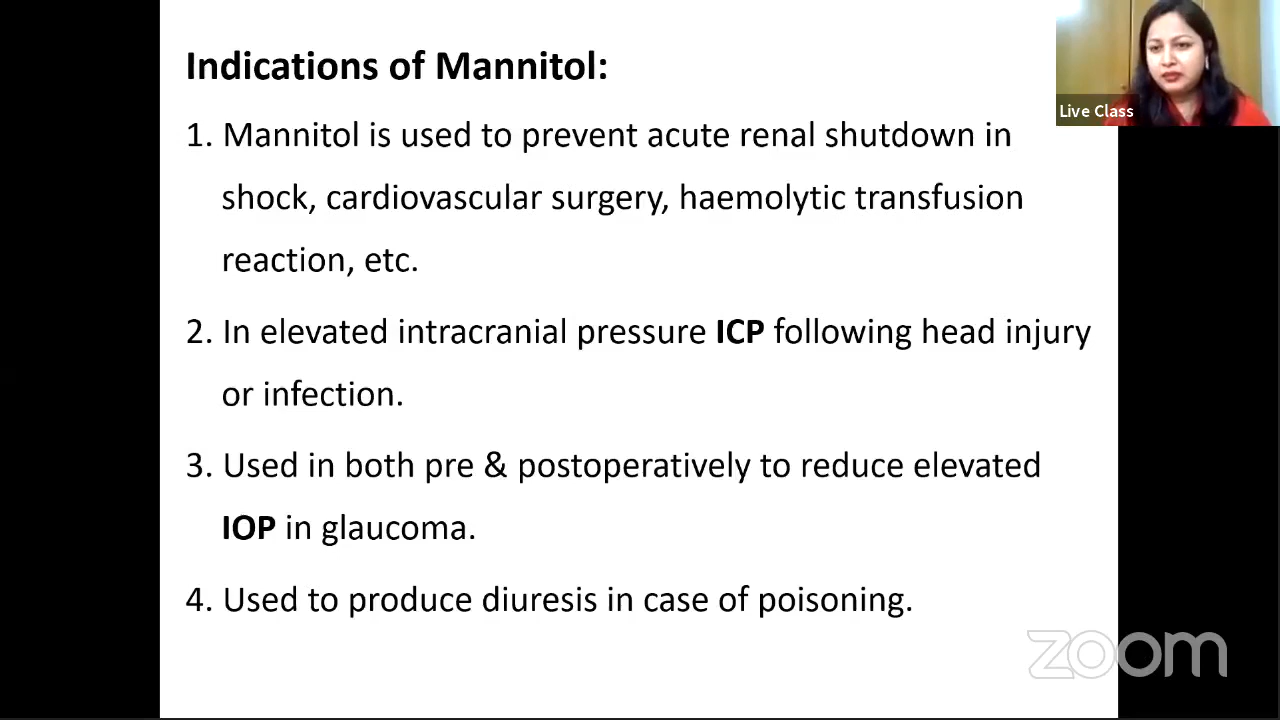 Indications of Mannitol:
1. Mannitol is used to prevent acute renal shutdown in
shock, cardiovascular surgery, haemolytic transfusion
reaction, etc.
2. In elevated intracranial pressure ICP following head injury
or infection.
3. Used in both pre & postoperatively to reduce elevated
IOP in glaucoma.
4. Used to produce diuresis in case of poisoning.
Live Class
zoom